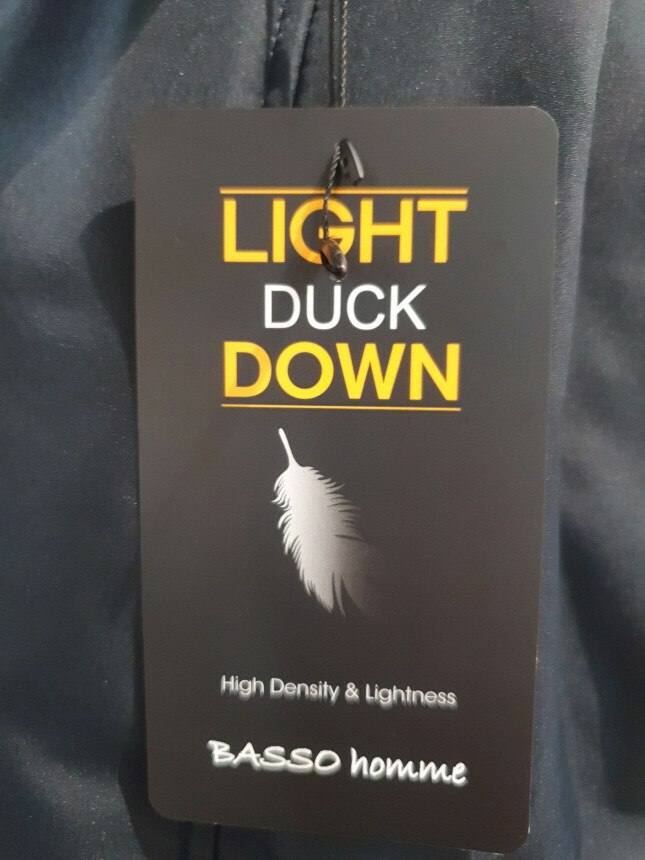 LIGHT
DUCK
DOWN
High Density & Lightness
BASSO homme